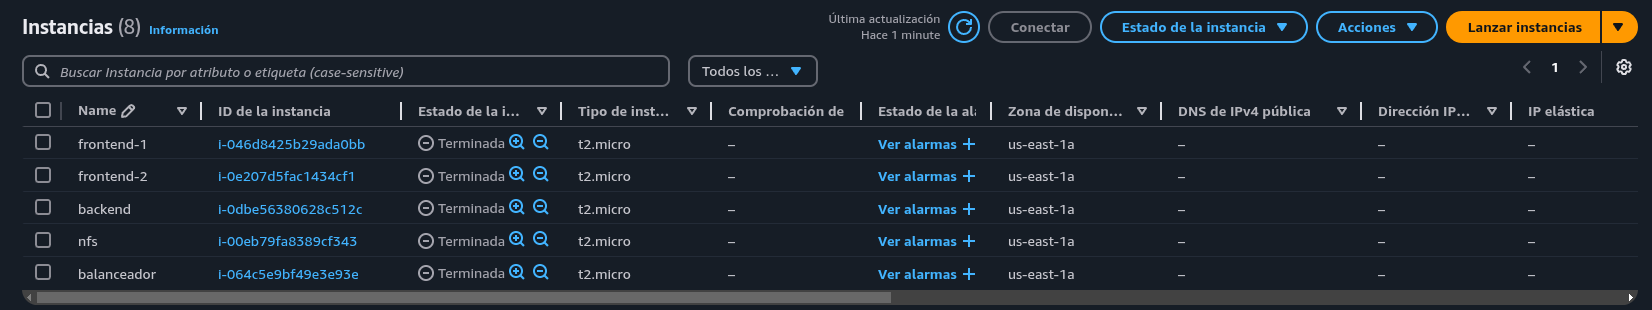 Instancias (8) Información
Última actualización
Hace 1 minute
Conectar
Estado de la instancia
Acciones
Lanzar instancias
Buscar Instancia por atributo o etiqueta (case-sensitive)
Todos los ...
1
Name ID de la instancia Estado de la i... Tipo de inst... Comprobación de Estado de la ala Zona de dispon... DNS de IPv4 pública Dirección IP... IP elástica
frontend-1 i-046d8425b29ada0bb Terminada t2.micro – Ver alarmas + us-east-1a – – –
frontend-2 i-0e207d5fac1434cf1 Terminada t2.micro – Ver alarmas + us-east-1a – – –
backend i-0dbe56380628c512c Terminada t2.micro – Ver alarmas + us-east-1a – – –
nfs i-00eb79fa8389cf343 Terminada t2.micro – Ver alarmas + us-east-1a – – –
balanceador i-064c5e9bf49e3e93e Terminada t2.micro – Ver alarmas + us-east-1a – – –